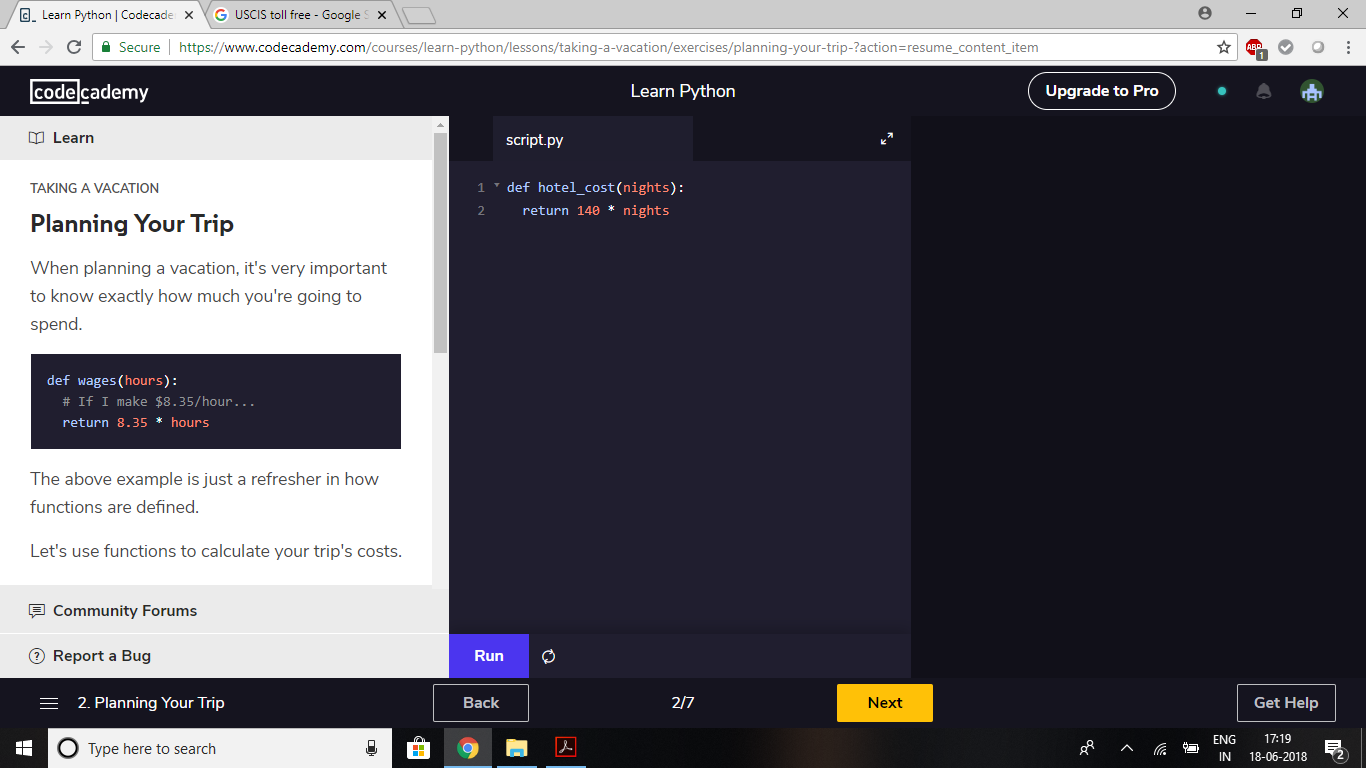 Learn Python | Codecade
USCIS toll free - Google S
Secure
https://www.codecademy.com/courses/learn-python/lessons/taking-a-vacation/exercises/planning-your-trip-?action=resume_content_item
ABP
1
codecademy
Learn Python
Upgrade to Pro
Learn
TAKING A VACATION
Planning Your Trip
When planning a vacation, it's very important
to know exactly how much you're going to
spend.
def wages(hours):
# If I make $8.35/hour...
return 8.35 * hours
The above example is just a refresher in how
functions are defined.
Let's use functions to calculate your trip's costs.
Community Forums
Report a Bug
script.py
1 def hotel_cost(nights):
2 return 140 * nights
Run
2. Planning Your Trip
Back
2/7
Next
Get Help
Type here to search
ENG
IN
17:19
18-06-2018
2